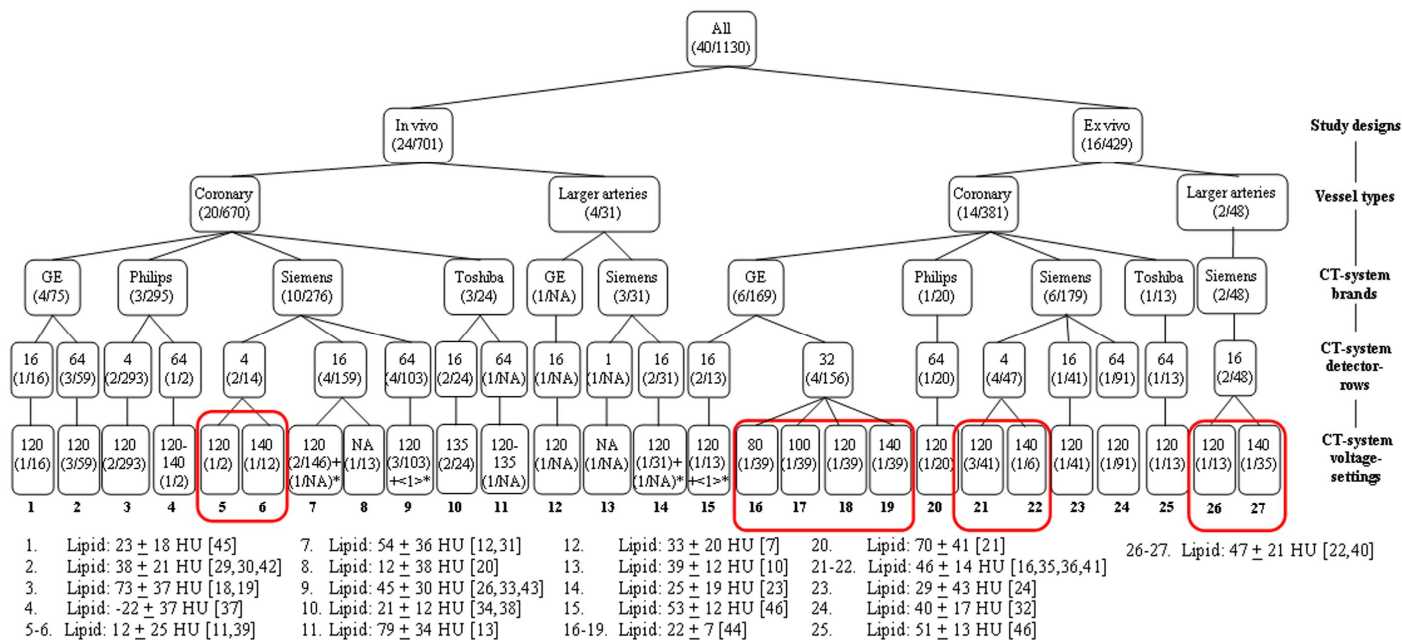 All
(40/1130)
In vivo
(24/701)
Ex vivo
(16/429)
Study designs
Coronary
(20/670)
Larger arteries
(4/31)
Coronary
(14/381)
Larger arteries
(2/48)
Vessel types
GE
(4/75)
Philips
(3/295)
Siemens
(10/276)
Toshiba
(3/24)
GE
(1/NA)
Siemens
(3/31)
GE
(6/169)
Philips
(1/20)
Siemens
(6/179)
Toshiba
(1/13)
Siemens
(2/48)
CT-system
brands
16
(1/16)
64
(3/59)
4
(2/293)
64
(1/2)
4
(2/14)
16
(4/159)
64
(4/103)
16
(2/24)
64
(1/NA)
16
(1/NA)
1
(1/NA)
16
(2/31)
16
(2/13)
32
(4/156)
64
(1/20)
4
(4/47)
16
(1/41)
64
(1/91)
64
(1/13)
16
(2/48)
CT-system
detector-
rows
120
(1/16)
120
(3/59)
120
(2/293)
120-
140
(1/2)
120
(1/2)
140
(1/12)
120
(2/146)+
(1/NA)*
NA
(1/13)
120
(3/103)
+<1>*
135
(2/24)
120-
135
(1/NA)
120
(1/NA)
NA
(1/NA)
120
(1/31)+
(1/NA)*
120
(1/13)
+<1>*
80
(1/39)
100
(1/39)
120
(1/39)
140
(1/39)
120
(1/20)
120
(3/41)
140
(1/6)
120
(1/41)
120
(1/91)
120
(1/13)
120
(1/13)
140
(1/35)
CT-system
voltage-
settings
1 2 3 4 5 6 7 8 9 10 11 12 13 14 15 16 17 18 19 20 21 22 23 24 25 26 27
1. Lipid: 23 ± 18 HU [45]
2. Lipid: 38 ± 21 HU [29,30,42]
3. Lipid: 73 ± 37 HU [18,19]
4. Lipid: -22 ± 37 HU [37]
5-6. Lipid: 12 ± 25 HU [11,39]
7. Lipid: 54 ± 36 HU [12,31]
8. Lipid: 12 ± 38 HU [20]
9. Lipid: 45 ± 30 HU [26,33,43]
10. Lipid: 21 ± 12 HU [34,38]
11. Lipid: 79 ± 34 HU [13]
12. Lipid: 33 ± 20 HU [7]
13. Lipid: 39 ± 12 HU [10]
14. Lipid: 25 ± 19 HU [23]
15. Lipid: 53 ± 12 HU [46]
16-19. Lipid: 22 ± 7 [44]
20. Lipid: 70 ± 41 [21]
21-22. Lipid: 46 ± 14 HU [16,35,36,41]
23. Lipid: 29 ± 43 HU [24]
24. Lipid: 40 ± 17 HU [32]
25. Lipid: 51 ± 13 HU [46]
26-27. Lipid: 47 ± 21 HU [22,40]